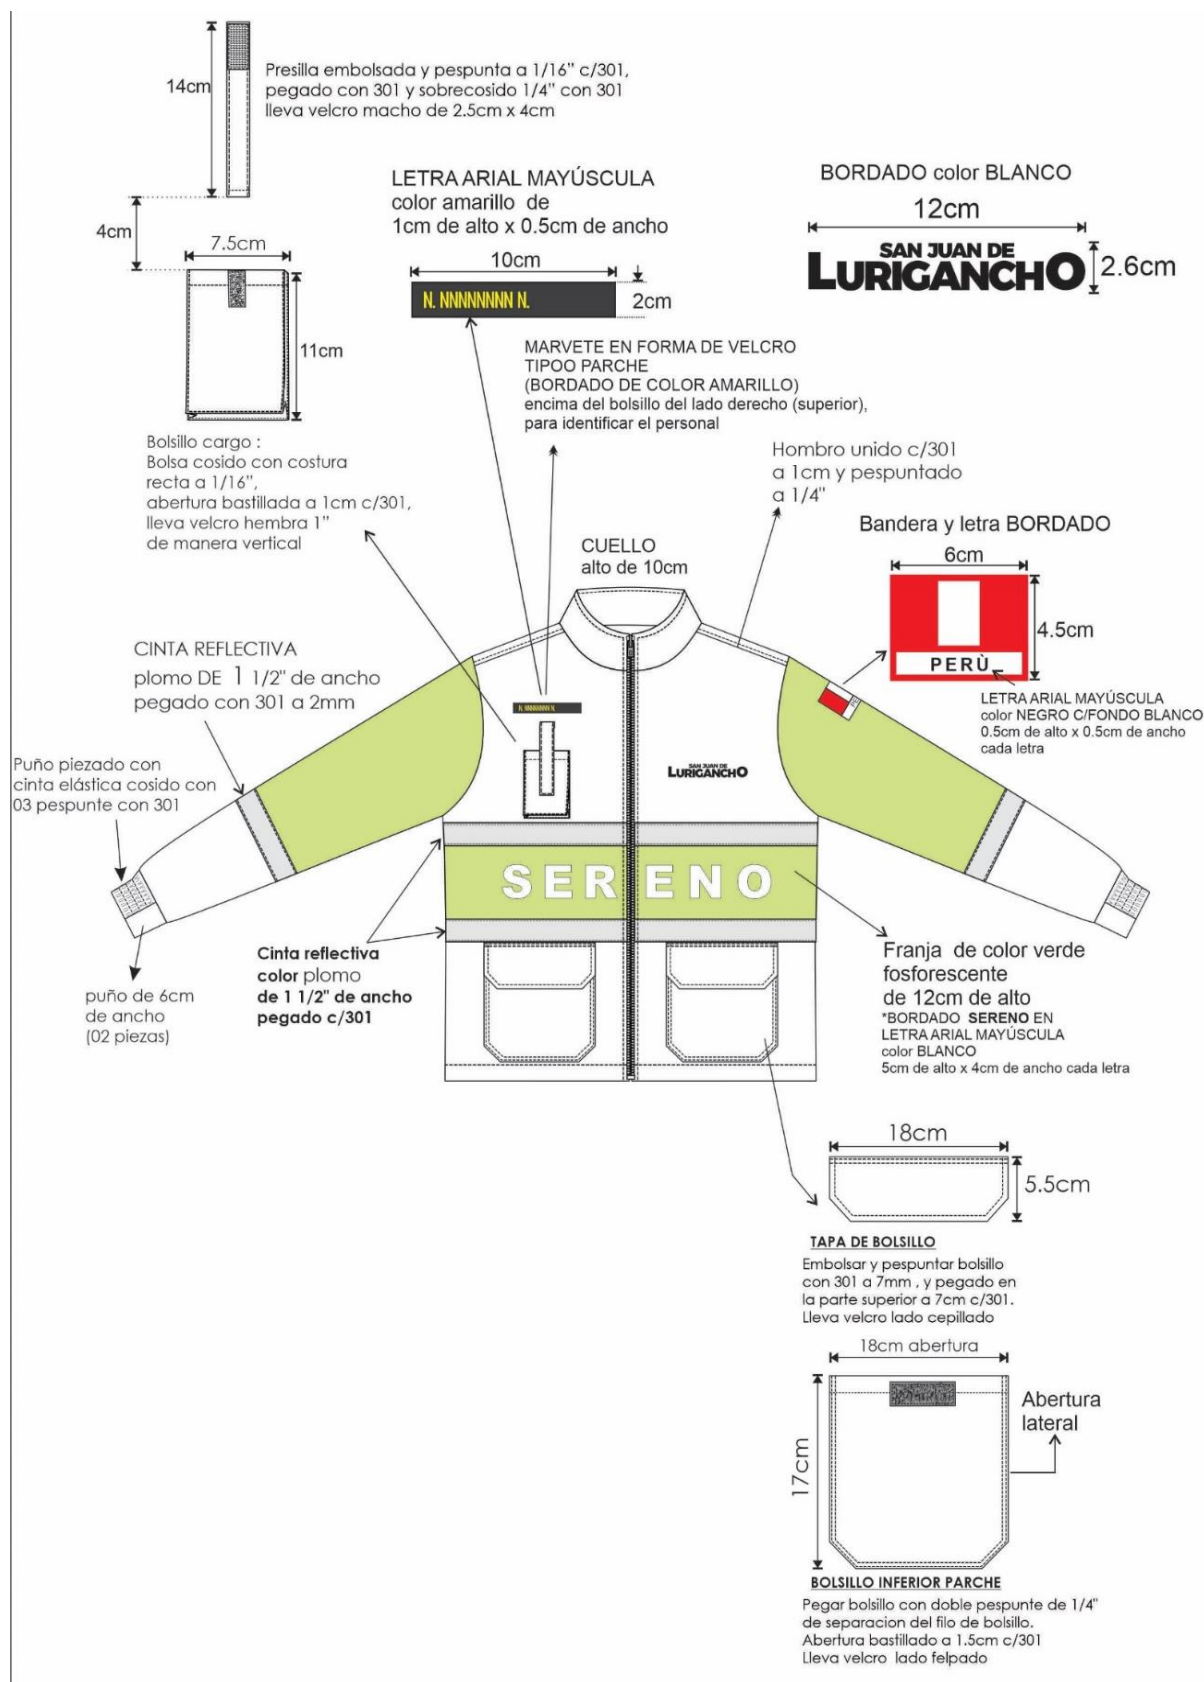 14cm
Presilla embolsada y pespunta a 1/16" c/301,
pegado con 301 y sobrecosido 1/4" con 301
lleva velcro macho de 2.5cm x 4cm
4cm
7.5cm
11cm
Bolsillo cargo :
Bolsa cosido con costura
recta a 1/16",
abertura bastillada a 1cm c/301,
lleva velcro hembra 1"
de manera vertical
LETRA ARIAL MAYÚSCULA
color amarillo de
1cm de alto x 0.5cm de ancho
10cm
N. NNNNNNNN N.
2cm
MARVETE EN FORMA DE VELCRO
TIPOO PARCHE
(BORDADO DE COLOR AMARILLO)
encima del bolsillo del lado derecho (superior),
para identificar el personal
BORDADO color BLANCO
12cm
SAN JUAN DE
LURIGANCHO
2.6cm
Hombro unido c/301
a 1cm y pespuntado
a 1/4"
Bandera y letra BORDADO
6cm
4.5cm
PERÙ
LETRA ARIAL MAYÚSCULA
color NEGRO C/FONDO BLANCO
0.5cm de alto x 0.5cm de ancho
cada letra
CUELLO
alto de 10cm
CINTA REFLECTIVA
plomo DE 1 1/2" de ancho
pegado con 301 a 2mm
Puño piezado con
cinta elástica cosido con
03 pespunte con 301
puño de 6cm
de ancho
(02 piezas)
N. NNNNNNNN N.
SAN JUAN DE
LURIGANCHO
SERENO
Cinta reflectiva
color plomo
de 1 1/2" de ancho
pegado c/301
Franja de color verde
fosforescente
de 12cm de alto
*BORDADO SERENO EN
LETRA ARIAL MAYÚSCULA
color BLANCO
5cm de alto x 4cm de ancho cada letra
18cm
5.5cm
TAPA DE BOLSILLO
Embolsar y pespuntar bolsillo
con 301 a 7mm , y pegado en
la parte superior a 7cm c/301.
Lleva velcro lado cepillado
18cm abertura
17cm
Abertura
lateral
BOLSILLO INFERIOR PARCHE
Pegar bolsillo con doble pespunte de 1/4"
de separacion del filo de bolsillo.
Abertura bastillado a 1.5cm c/301
Lleva velcro lado felpado